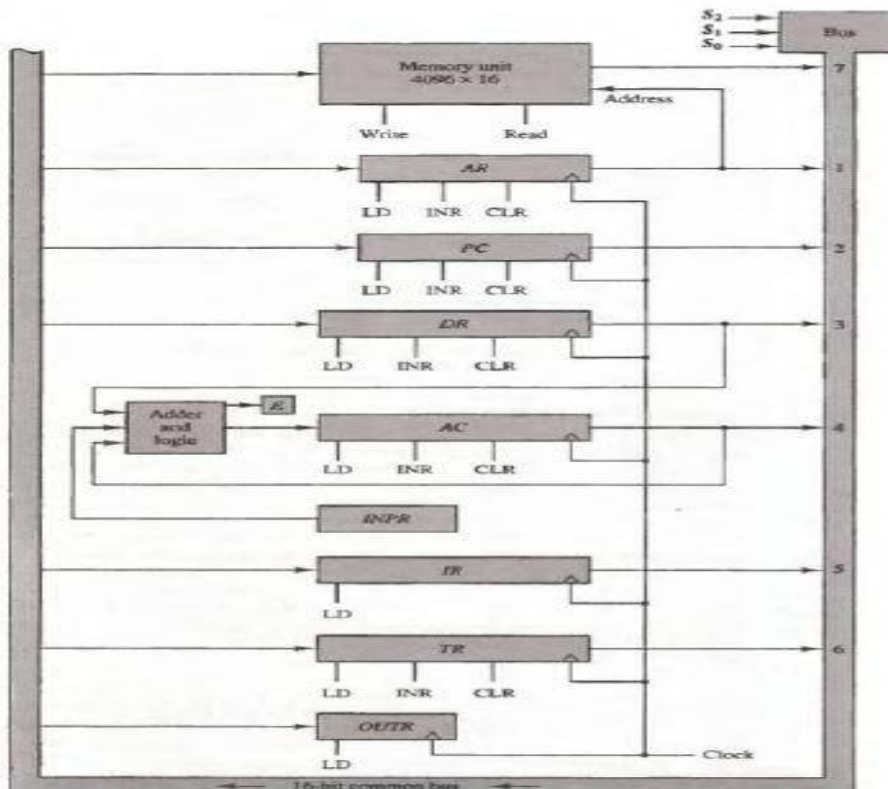 S₂
S₁
S₀
Bus
Memory unit
4096 × 16
7
Address
Write Read
AR
1
LD INR CLR
PC
2
LD INR CLR
DR
3
LD INR CLR
Adder
and
logic
E
AC
4
LD INR CLR
INPR
IR
5
LD
TR
6
LD INR CLR
OUTR
LD
Clock
16-bit common bus